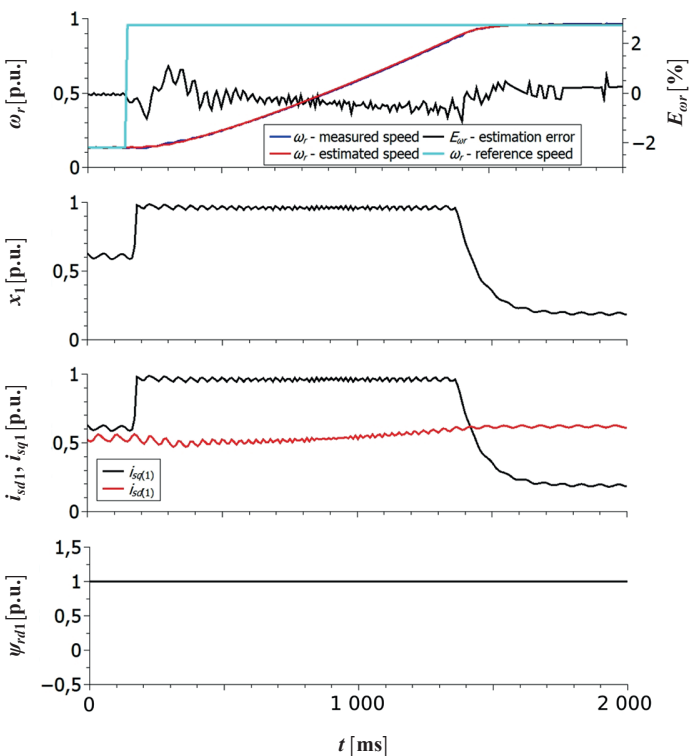 1
0,5
0
ω_r [p.u.]
2
0
−2
E_ωr [%]
ω_r - measured speed
E_ωr - estimation error
ω_r - estimated speed
ω_r - reference speed
1
0,5
0
x_1 [p.u.]
1
0,5
0
i_sd1, i_sq1 [p.u.]
i_sq(1)
i_sd(1)
1,5
1
0,5
0
−0,5
ψ_rd1 [p.u.]
0
1 000
2 000
t [ms]